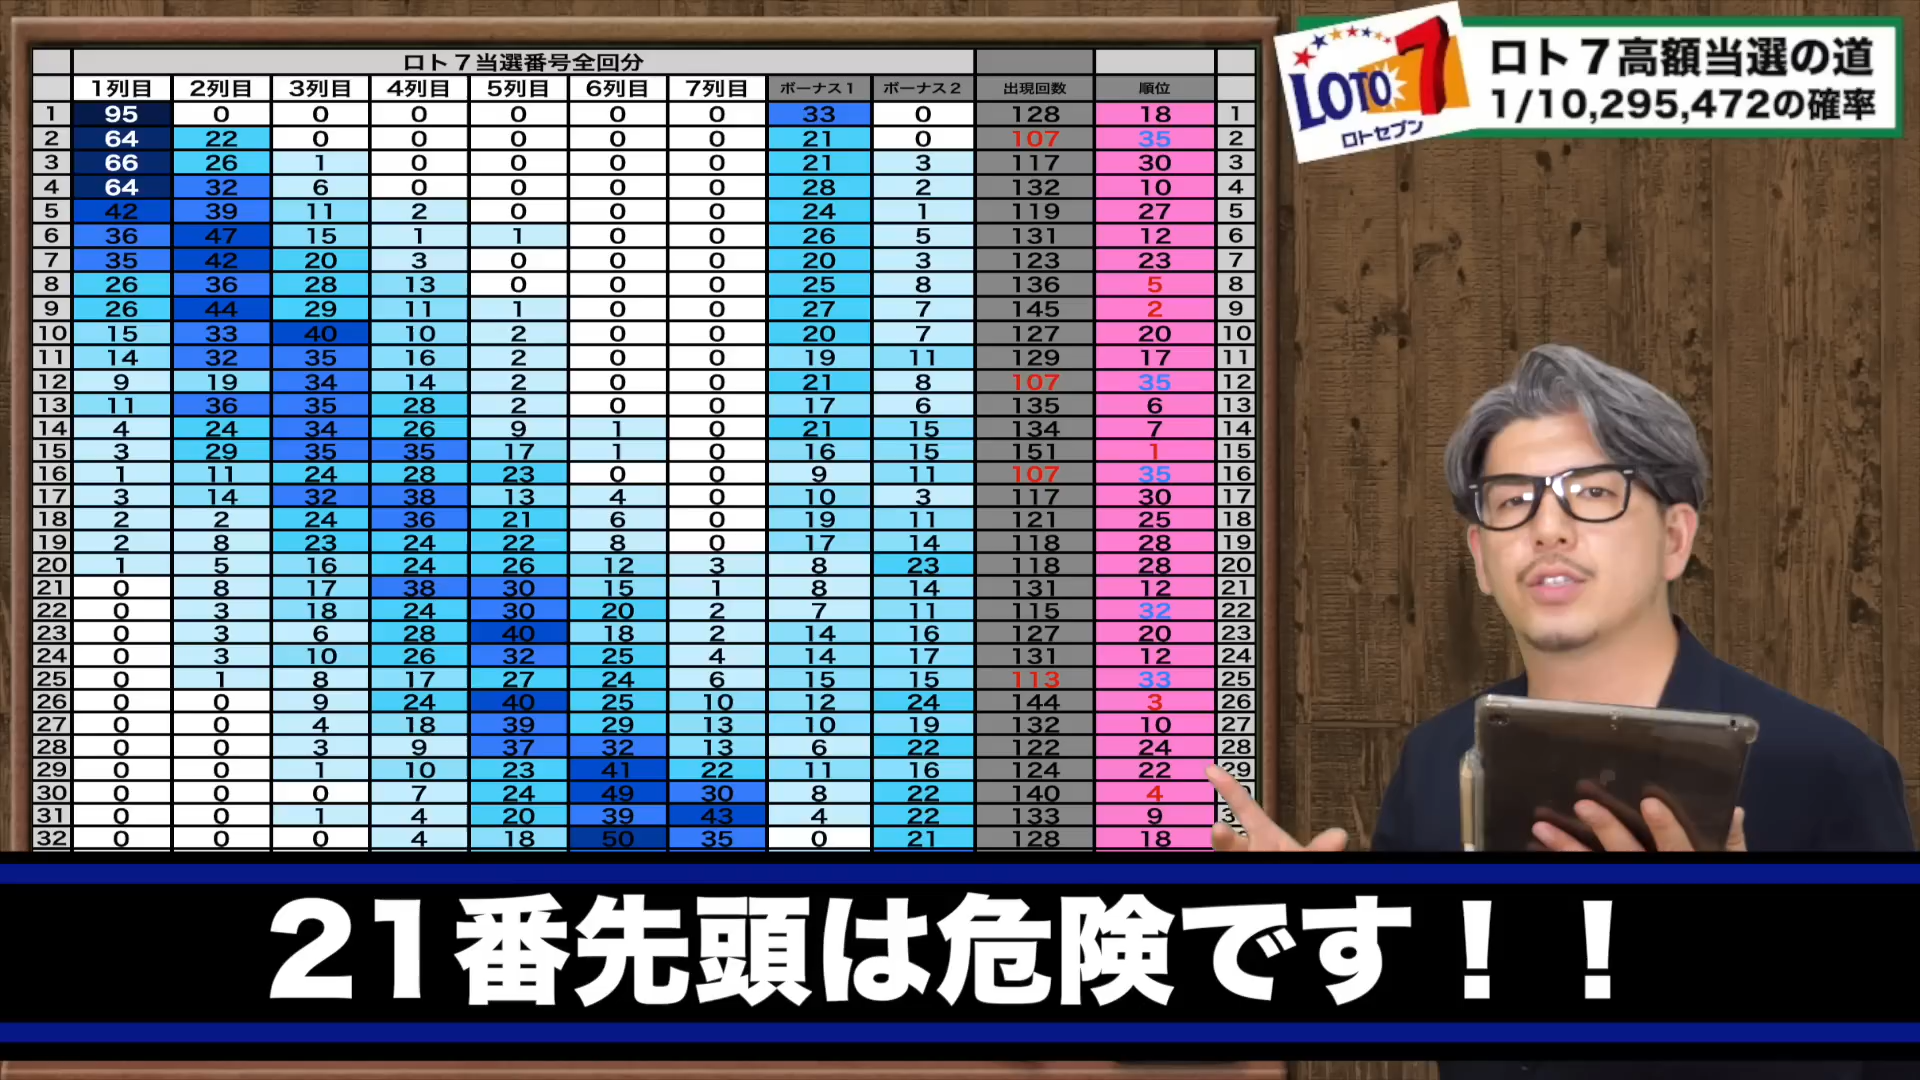 ロト７当選番号全回分
1列目 2列目 3列目 4列目 5列目 6列目 7列目 ボーナス1 ボーナス2 出現回数 順位
1 95 0 0 0 0 0 0 33 0 128 18 1
2 64 22 0 0 0 0 0 21 0 107 35 2
3 66 26 1 0 0 0 0 21 3 117 30 3
4 64 32 6 0 0 0 0 28 2 132 10 4
5 42 39 11 2 0 0 0 24 1 119 27 5
6 36 47 15 1 1 0 0 26 5 131 12 6
7 35 42 20 3 0 0 0 20 3 123 23 7
8 26 36 28 13 0 0 0 25 8 136 5 8
9 26 44 29 11 1 0 0 27 7 145 2 9
10 15 33 40 10 2 0 0 20 7 127 20 10
11 14 32 35 16 2 0 0 19 11 129 17 11
12 9 19 34 14 2 0 0 21 8 107 35 12
13 11 36 35 28 2 0 0 17 6 135 6 13
14 4 24 34 26 9 1 0 21 15 134 7 14
15 3 29 35 35 17 1 0 16 15 151 1 15
16 1 11 24 28 23 0 0 9 11 107 35 16
17 3 14 32 38 13 4 0 10 3 117 30 17
18 2 2 24 36 21 6 0 19 11 121 25 18
19 2 8 23 24 22 8 0 17 14 118 28 19
20 1 5 16 24 26 12 3 8 23 118 28 20
21 0 8 17 38 30 15 1 8 14 131 12 21
22 0 3 18 24 30 20 2 7 11 115 32 22
23 0 3 6 28 40 18 2 14 16 127 20 23
24 0 3 10 26 32 25 4 14 17 131 12 24
25 0 1 8 17 27 24 6 15 15 113 33 25
26 0 0 9 24 40 25 10 12 24 144 3 26
27 0 0 4 18 39 29 13 10 19 132 10 27
28 0 0 3 9 37 32 13 6 22 122 24 28
29 0 0 1 10 23 41 22 11 16 124 22 29
30 0 0 0 7 24 49 30 8 22 140 4
31 0 0 1 4 20 39 43 4 22 133 9
32 0 0 0 4 18 50 35 0 21 128 18
LOTO 7
ロトセブン
ロト７高額当選の道
1/10,295,472の確率
21番先頭は危険です！！